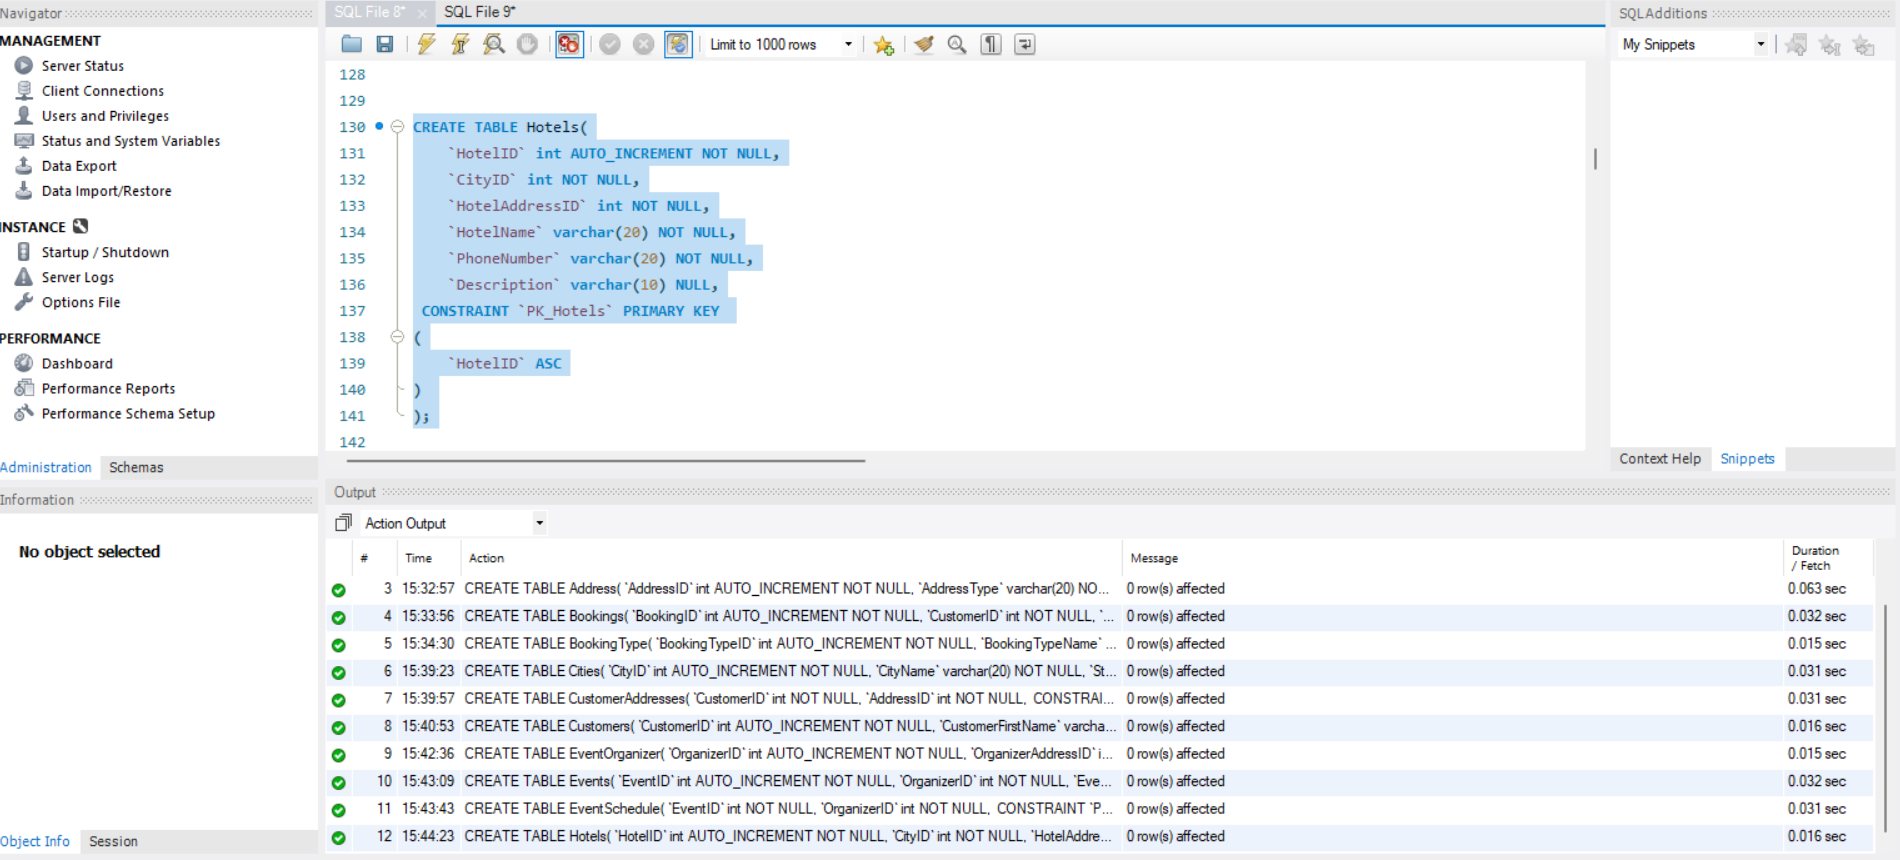 Navigator
MANAGEMENT
Server Status
Client Connections
Users and Privileges
Status and System Variables
Data Export
Data Import/Restore
INSTANCE
Startup / Shutdown
Server Logs
Options File
PERFORMANCE
Dashboard
Performance Reports
Performance Schema Setup
Administration Schemas
Information
No object selected
Object Info Session
SQL File 8* SQL File 9*
Limit to 1000 rows
128
129
130 CREATE TABLE Hotels(
131 `HotelID` int AUTO_INCREMENT NOT NULL,
132 `CityID` int NOT NULL,
133 `HotelAddressID` int NOT NULL,
134 `HotelName` varchar(20) NOT NULL,
135 `PhoneNumber` varchar(20) NOT NULL,
136 `Description` varchar(10) NULL,
137 CONSTRAINT `PK_Hotels` PRIMARY KEY
138 (
139 `HotelID` ASC
140 )
141 );
142
SQLAdditions
My Snippets
Context Help Snippets
Output
Action Output
# Time Action Message Duration / Fetch
3 15:32:57 CREATE TABLE Address( `AddressID` int AUTO_INCREMENT NOT NULL, `AddressType` varchar(20) NO... 0 row(s) affected 0.063 sec
4 15:33:56 CREATE TABLE Bookings( `BookingID` int AUTO_INCREMENT NOT NULL, `CustomerID` int NOT NULL, `... 0 row(s) affected 0.032 sec
5 15:34:30 CREATE TABLE BookingType( `BookingTypeID` int AUTO_INCREMENT NOT NULL, `BookingTypeName` ... 0 row(s) affected 0.015 sec
6 15:39:23 CREATE TABLE Cities( `CityID` int AUTO_INCREMENT NOT NULL, `CityName` varchar(20) NOT NULL, `St... 0 row(s) affected 0.031 sec
7 15:39:57 CREATE TABLE CustomerAddresses( `CustomerID` int NOT NULL, `AddressID` int NOT NULL, CONSTRAI... 0 row(s) affected 0.031 sec
8 15:40:53 CREATE TABLE Customers( `CustomerID` int AUTO_INCREMENT NOT NULL, `CustomerFirstName` varcha... 0 row(s) affected 0.016 sec
9 15:42:36 CREATE TABLE EventOrganizer( `OrganizerID` int AUTO_INCREMENT NOT NULL, `OrganizerAddressID` i... 0 row(s) affected 0.015 sec
10 15:43:09 CREATE TABLE Events( `EventID` int AUTO_INCREMENT NOT NULL, `OrganizerID` int NOT NULL, `Eve... 0 row(s) affected 0.032 sec
11 15:43:43 CREATE TABLE EventSchedule( `EventID` int NOT NULL, `OrganizerID` int NOT NULL, CONSTRAINT `P... 0 row(s) affected 0.031 sec
12 15:44:23 CREATE TABLE Hotels( `HotelID` int AUTO_INCREMENT NOT NULL, `CityID` int NOT NULL, `HotelAddre... 0 row(s) affected 0.016 sec